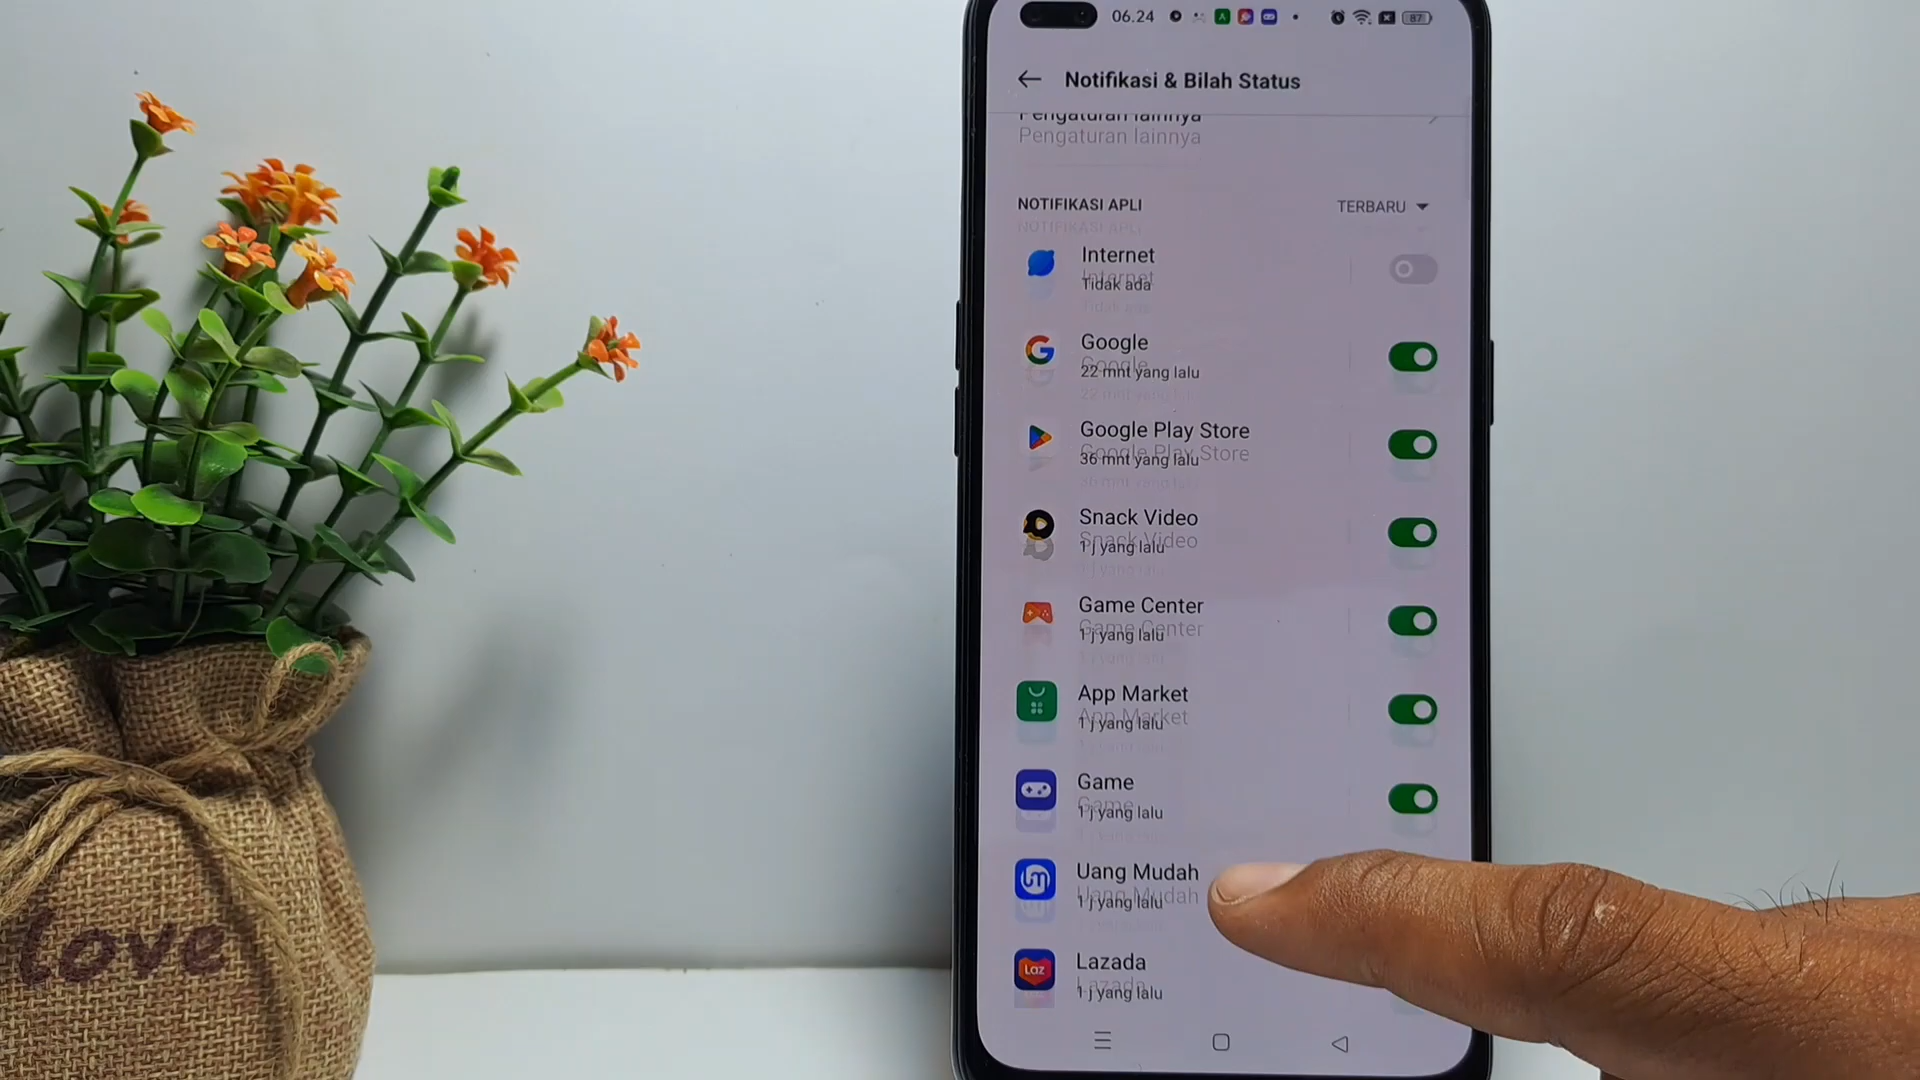 06.24
87
Notifikasi & Bilah Status
Pengaturan lainnya
NOTIFIKASI APLI
TERBARU
Internet
Tidak ada
Google
22 mnt yang lalu
Google Play Store
36 mnt yang lalu
Snack Video
1 j yang lalu
Game Center
1 j yang lalu
App Market
1 j yang lalu
Game
1 j yang lalu
Uang Mudah
1 j yang lalu
Laz
Lazada
1 j yang lalu
love